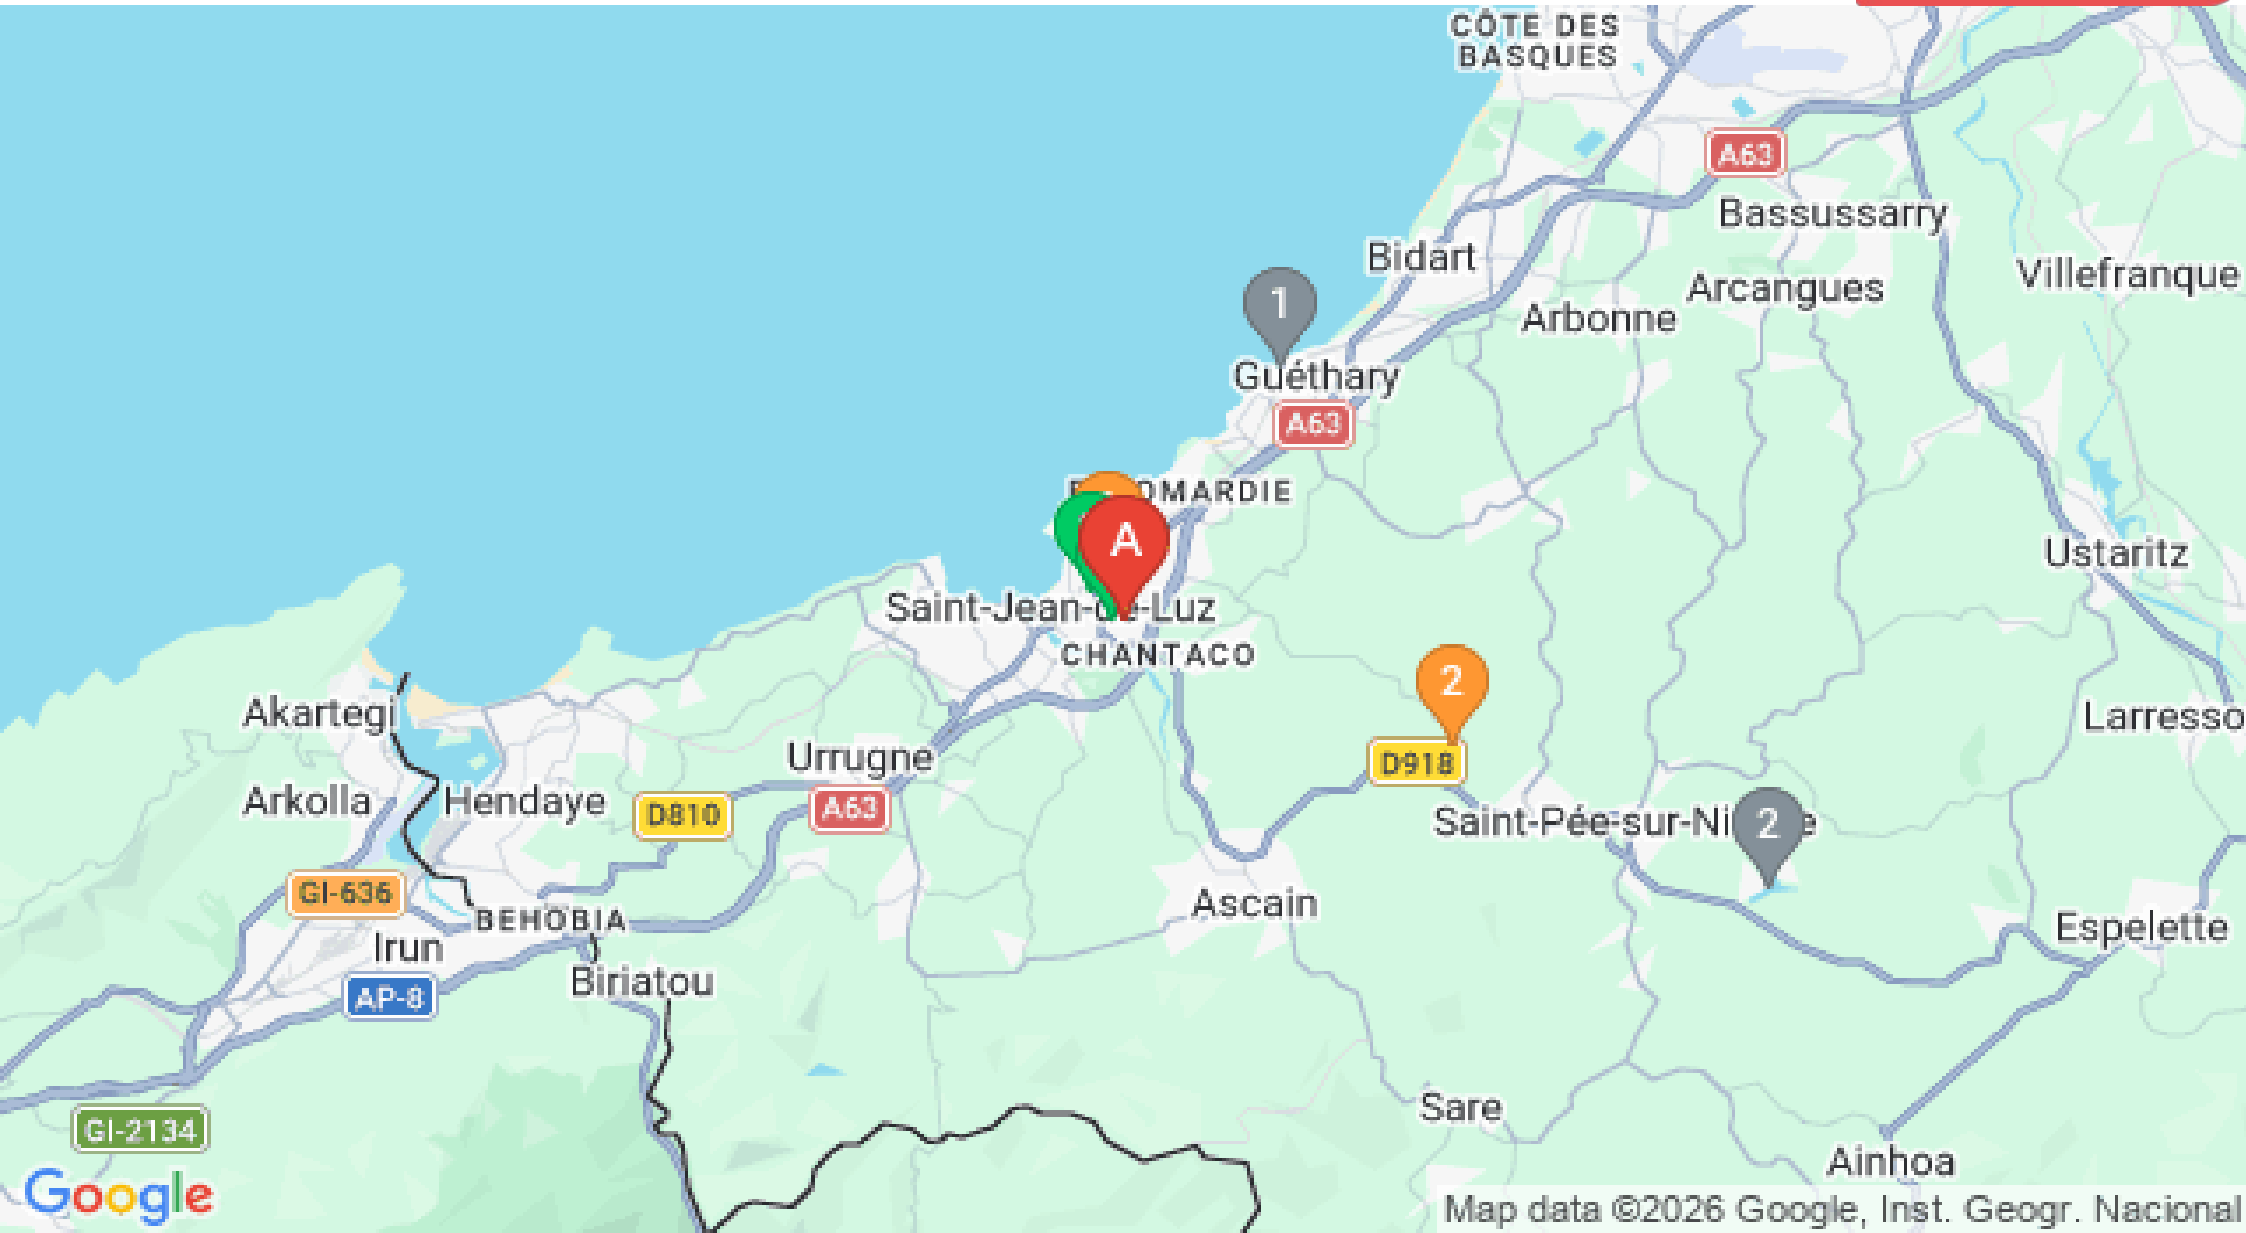 CÔTE DES
BASQUES
A63
Bassussarry
Bidart
Villefranque
Arcangues
1
Arbonne
Guéthary
A63
OMARDIE
A
Ustaritz
Saint-Jean-de-Luz
CHANTACO
2
Akartegi
Larresso
Urrugne
D918
Arkolla
Hendaye
D810
A63
Saint-Pée-sur-Ni
2
e
GI-636
Ascain
BEHOBIA
Espelette
Irun
Biriatou
AP-8
Sare
GI-2134
Ainhoa
Google
Map data ©2026 Google, Inst. Geogr. Nacional